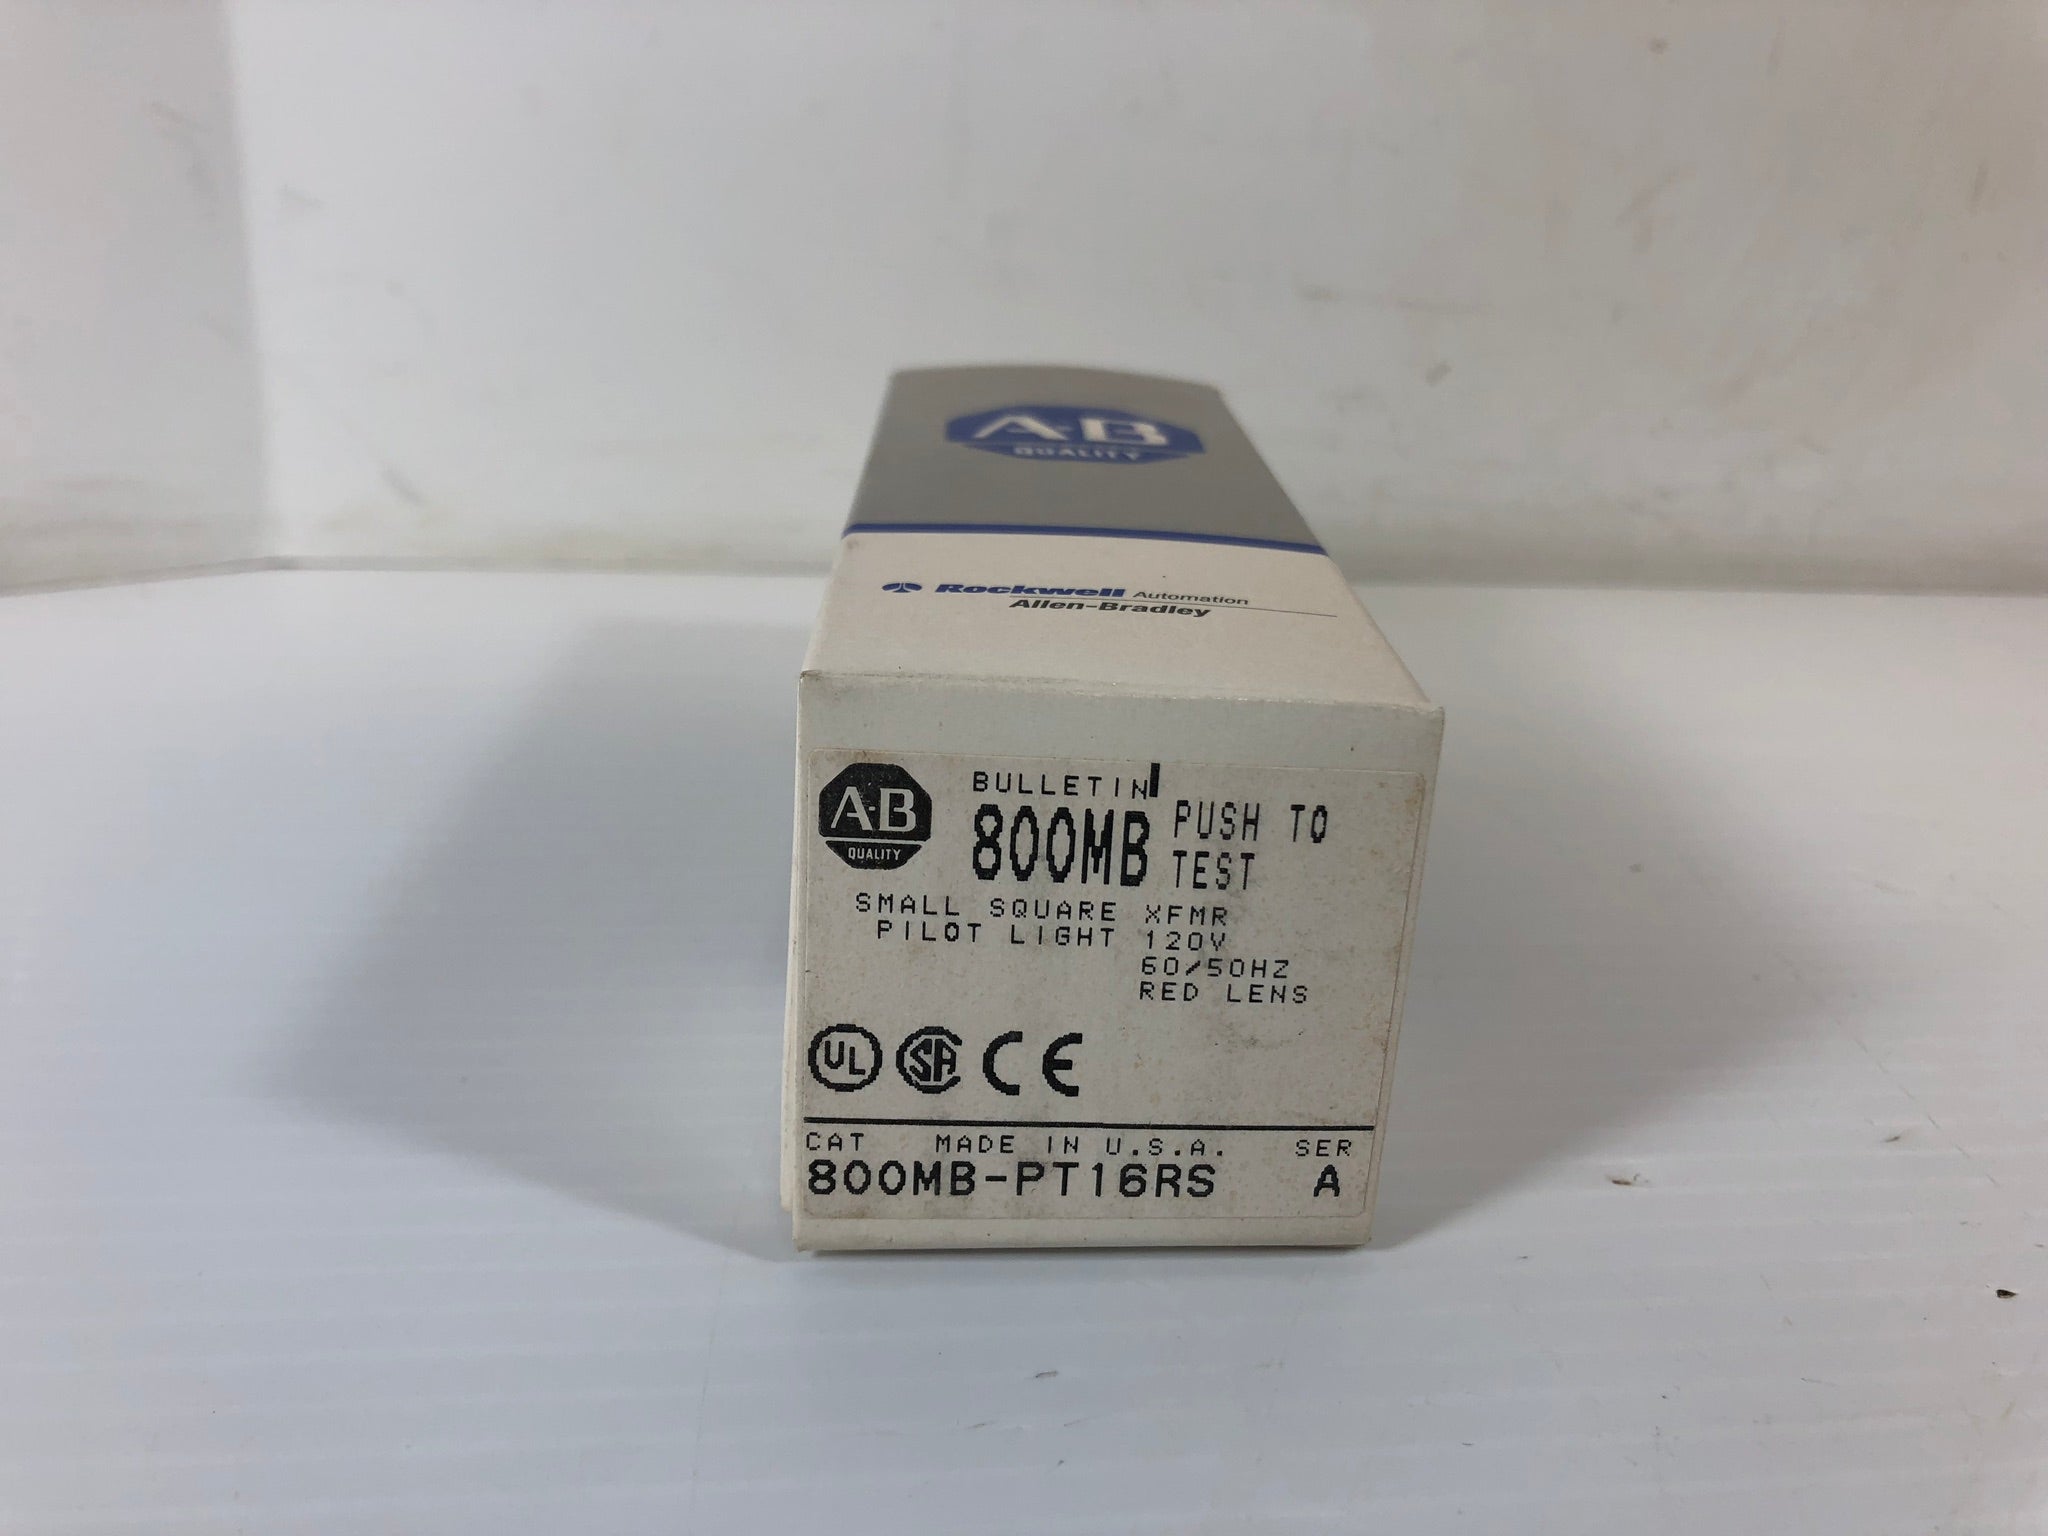 A-B
QUALITY
Rockwell Automation
Allen-Bradley
A-B
QUALITY
BULLETIN
800MB
PUSH TO
TEST
SMALL SQUARE XFMR
PILOT LIGHT 120V
60/50HZ
RED LENS
UL SA CE
CAT MADE IN U.S.A. SER
800MB-PT16RS A